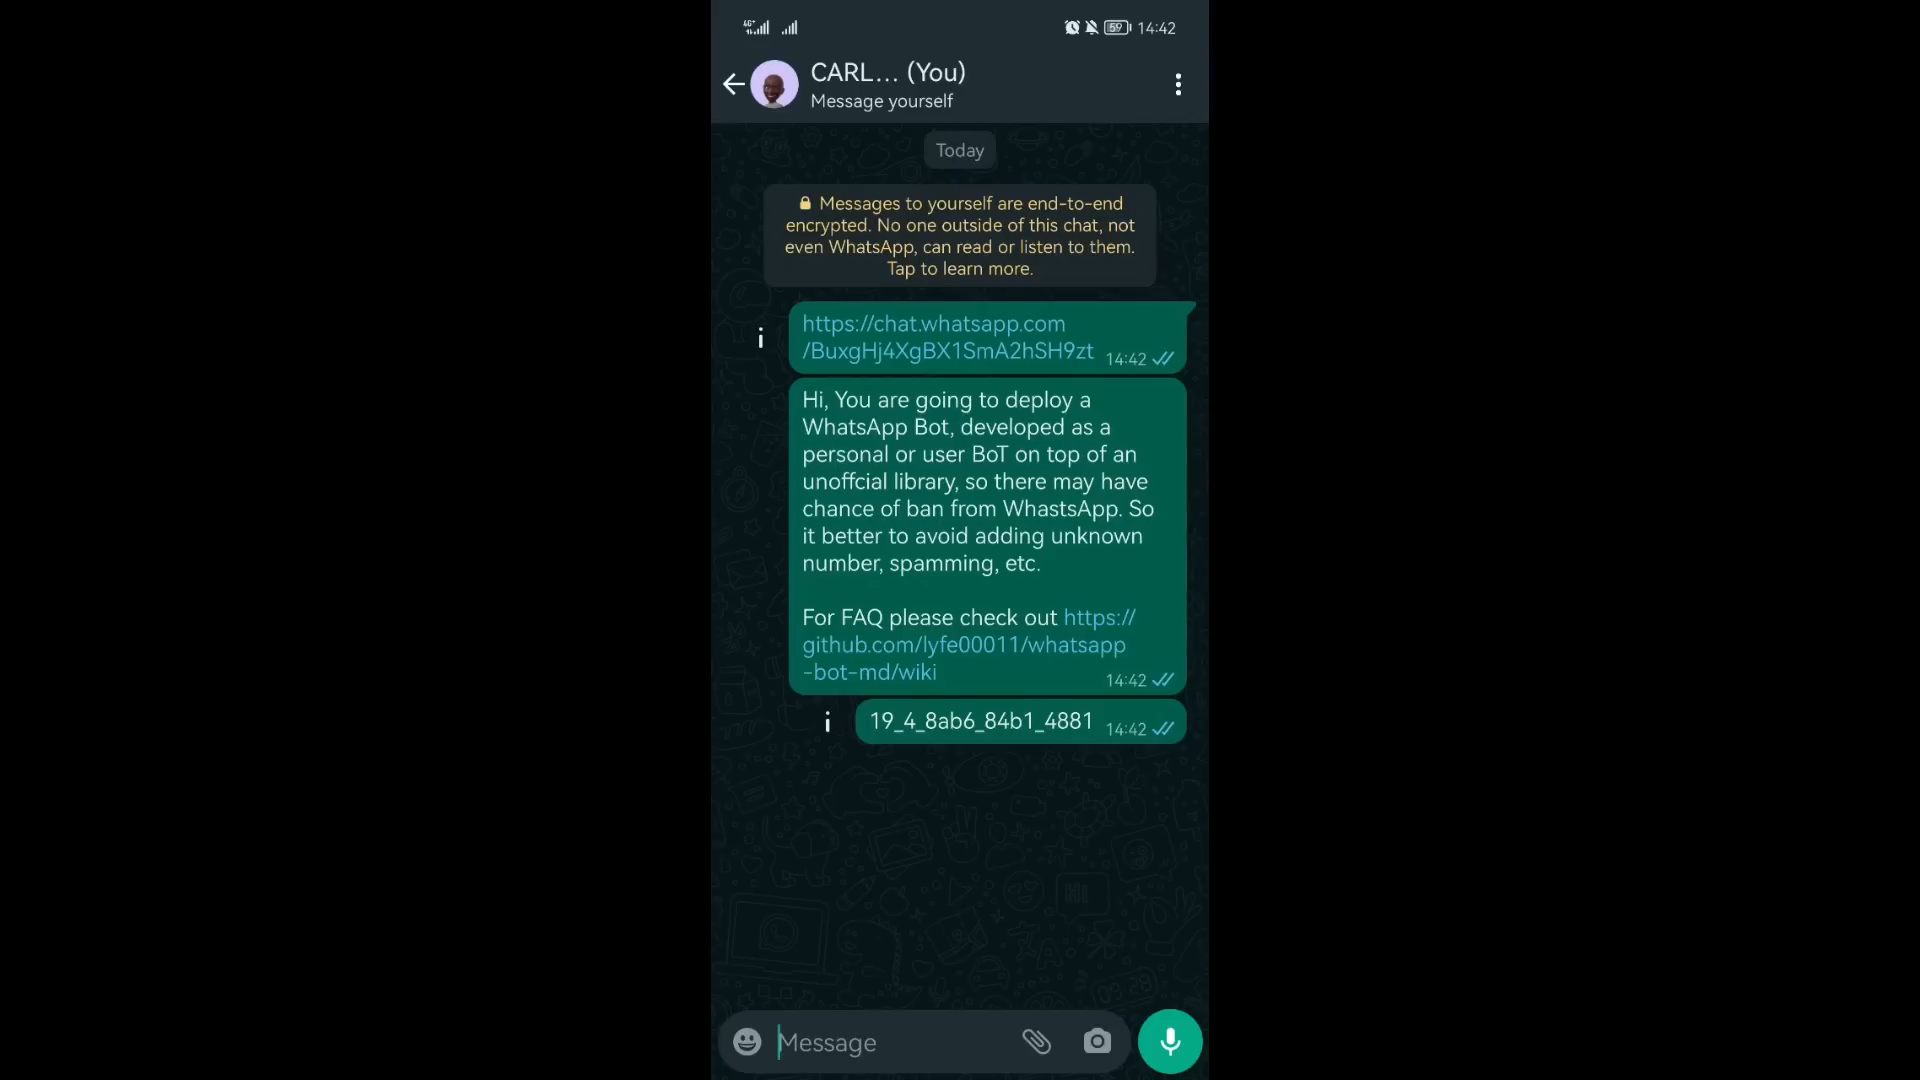 4G+
59
14:42
CARL... (You)
Message yourself
Today
Messages to yourself are end-to-end
encrypted. No one outside of this chat, not
even WhatsApp, can read or listen to them.
Tap to learn more.
https://chat.whatsapp.com
/BuxgHj4XgBX1SmA2hSH9zt 14:42
Hi, You are going to deploy a
WhatsApp Bot, developed as a
personal or user BoT on top of an
unoffcial library, so there may have
chance of ban from WhastsApp. So
it better to avoid adding unknown
number, spamming, etc.
For FAQ please check out https://
github.com/lyfe00011/whatsapp
-bot-md/wiki
14:42
19_4_8ab6_84b1_4881 14:42
Message